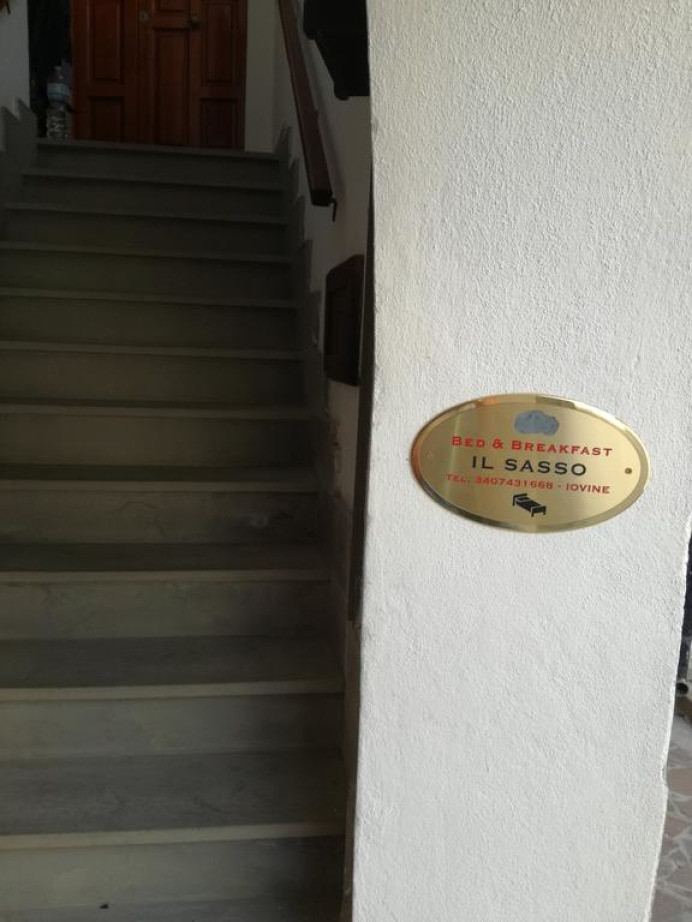 BED & BREAKFAST
IL SASSO
TEL. 3407431668 - IOVINE